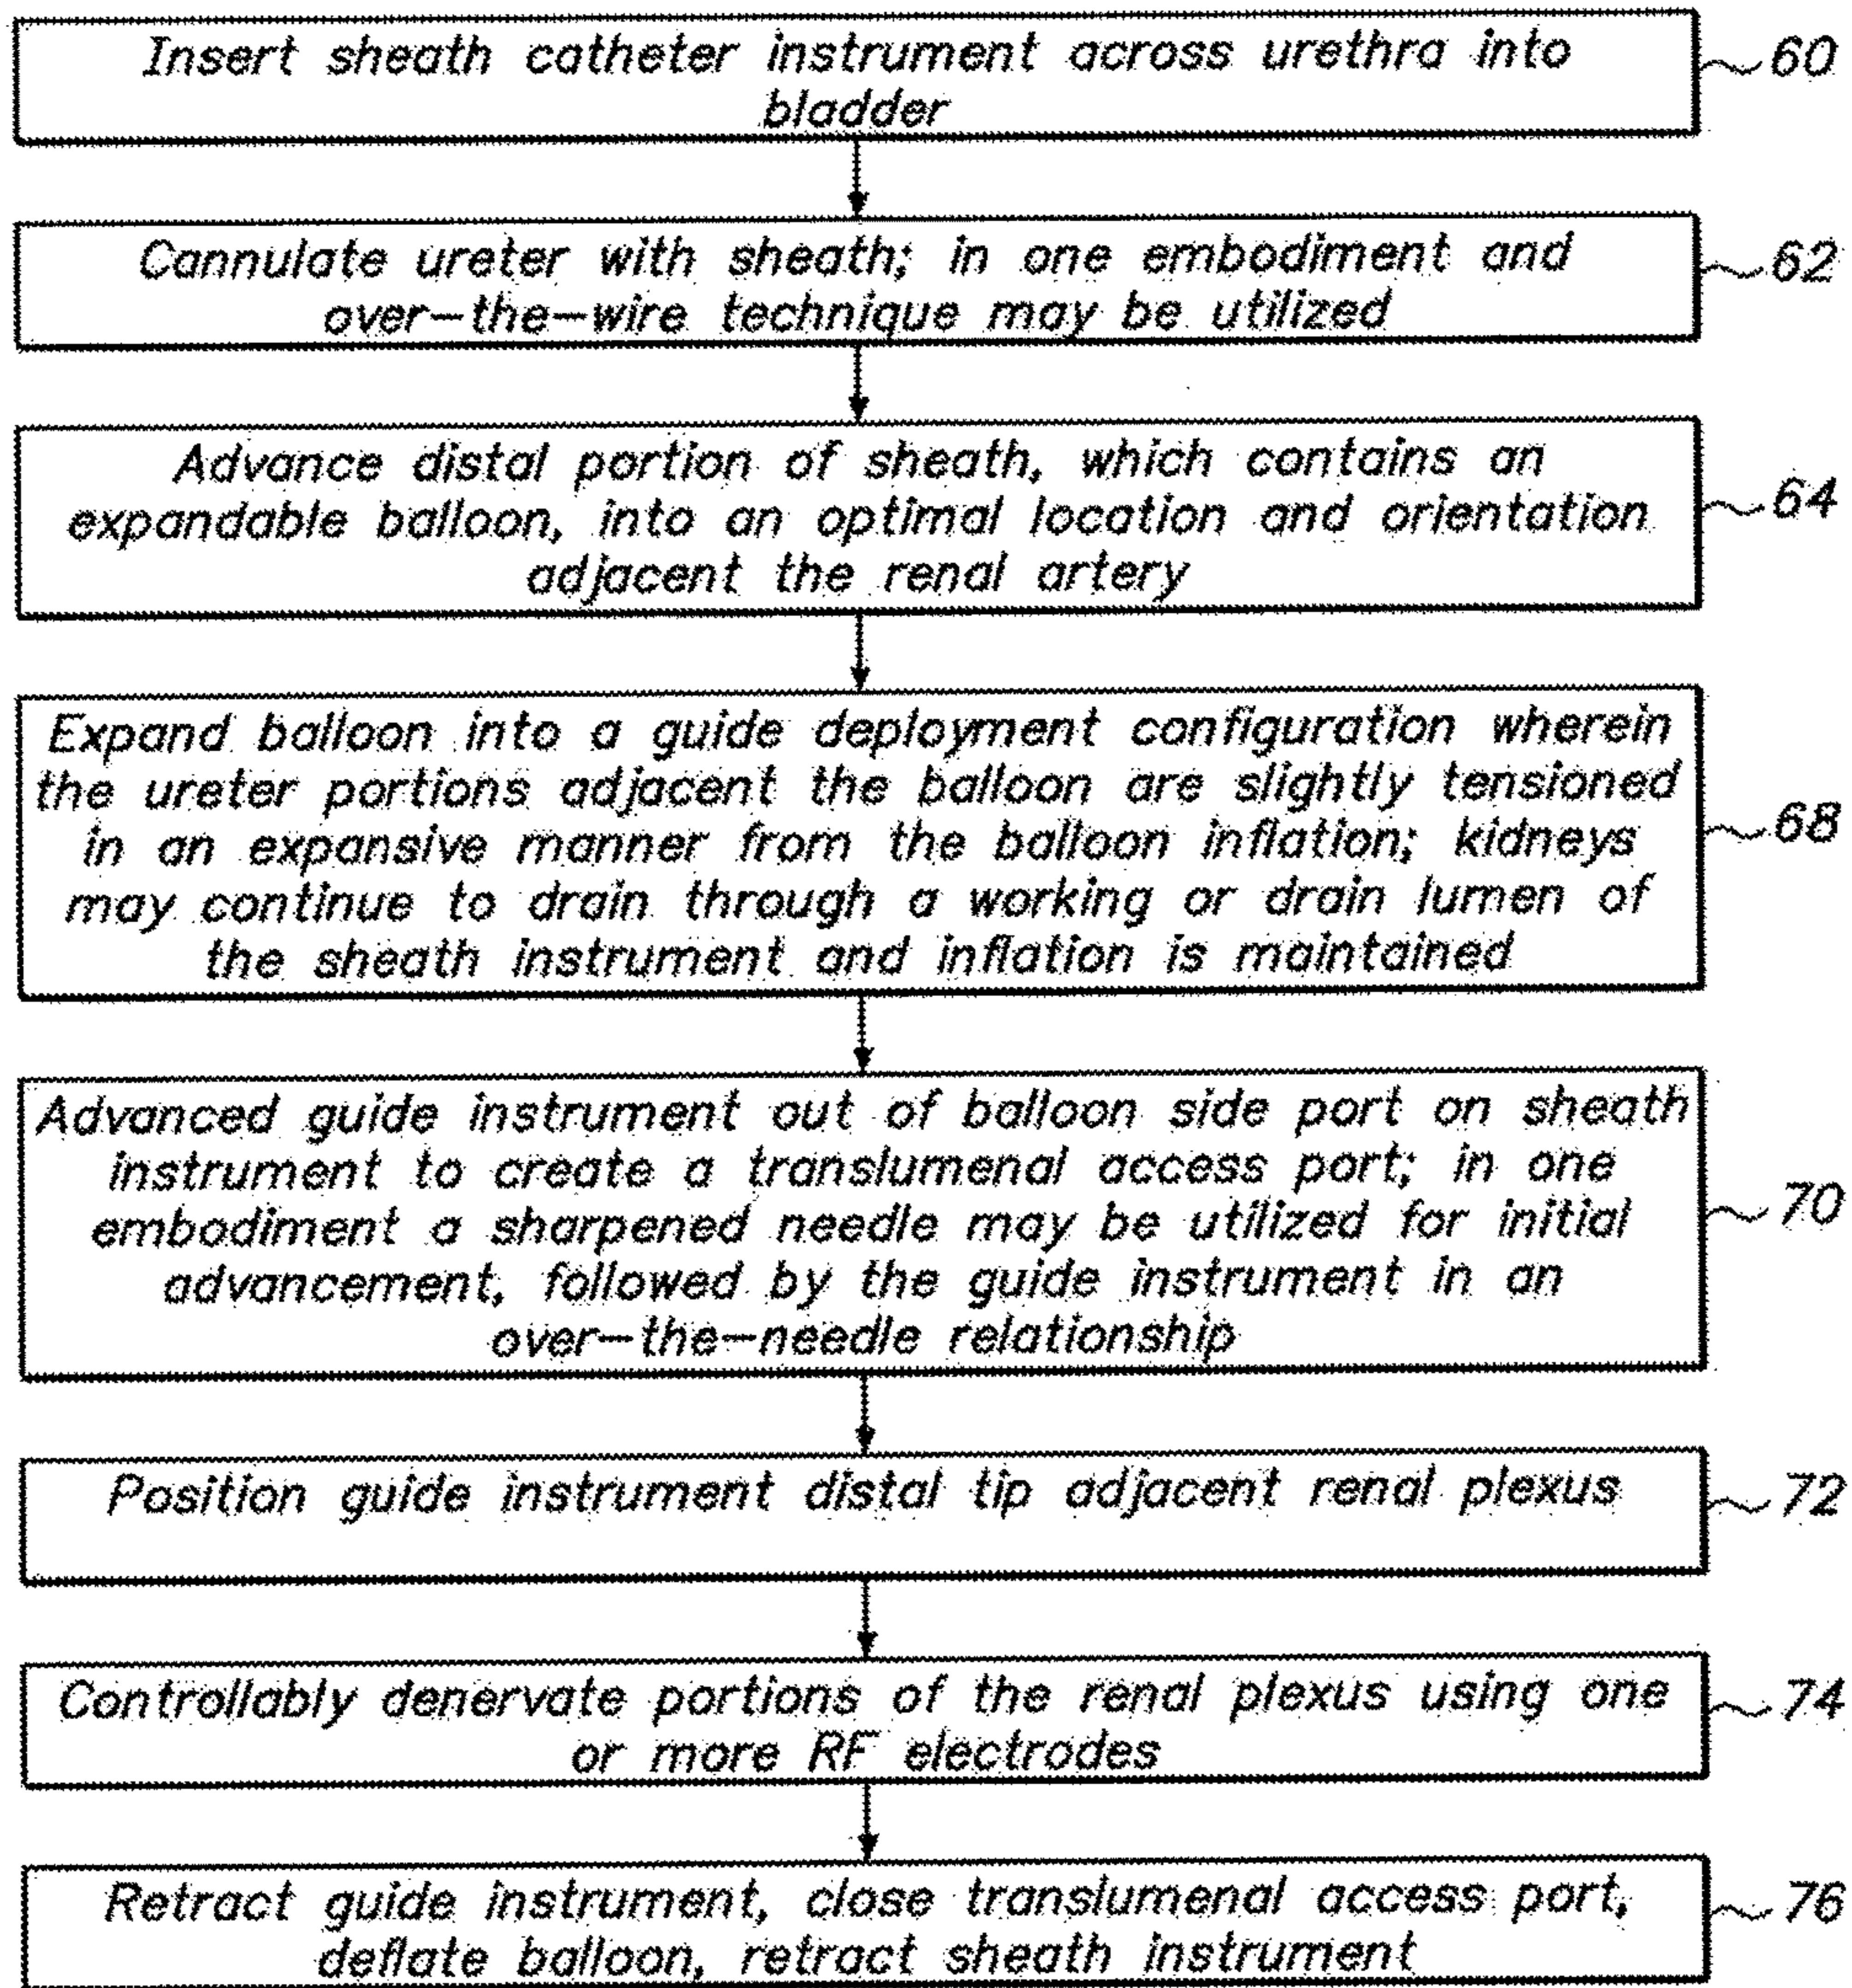 Insert sheath catheter instrument across urethra into
bladder
60
Cannulate ureter with sheath; in one embodiment and
over-the-wire technique may be utilized
62
Advance distal portion of sheath, which contains an
expandable balloon, into an optimal location and orientation
adjacent the renal artery
64
Expand balloon into a guide deployment configuration wherein
the ureter portions adjacent the balloon are slightly tensioned
in an expansive manner from the balloon inflation; kidneys
may continue to drain through a working or drain lumen of
the sheath instrument and inflation is maintained
68
Advanced guide instrument out of balloon side port on sheath
instrument to create a translumenal access port; in one
embodiment a sharpened needle may be utilized for initial
advancement, followed by the guide instrument in an
over-the-needle relationship
70
Position guide instrument distal tip adjacent renal plexus
72
Controllably denervate portions of the renal plexus using one
or more RF electrodes
74
Retract guide instrument, close translumenal access port,
deflate balloon, retract sheath instrument
76